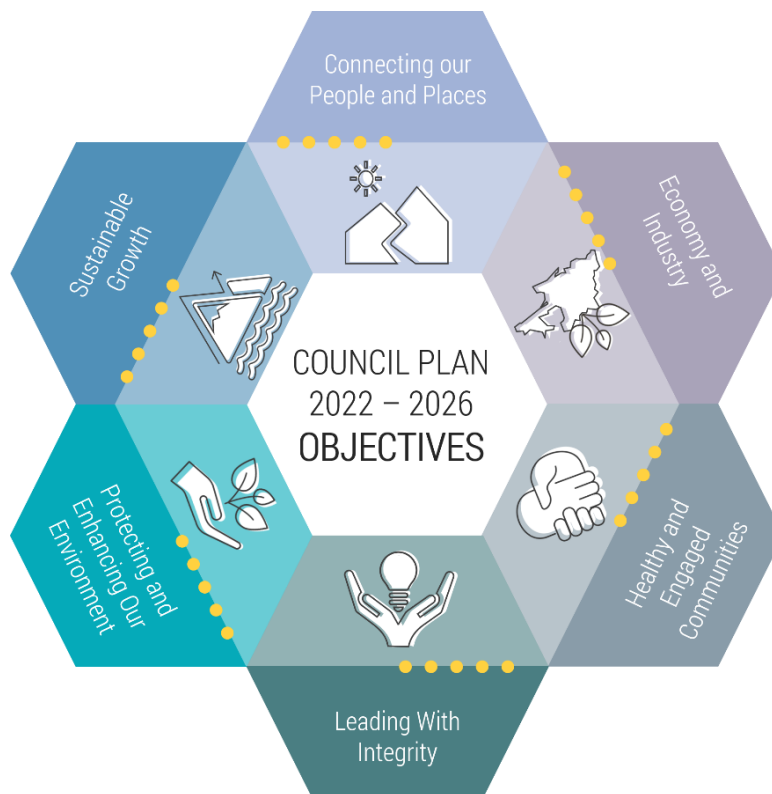 Connecting our
People and Places
Economy and
Industry
Healthy and
Engaged
Communities
Leading With
Integrity
Protecting and
Enhancing Our
Environment
Sustainable
Growth
COUNCIL PLAN
2022 – 2026
OBJECTIVES